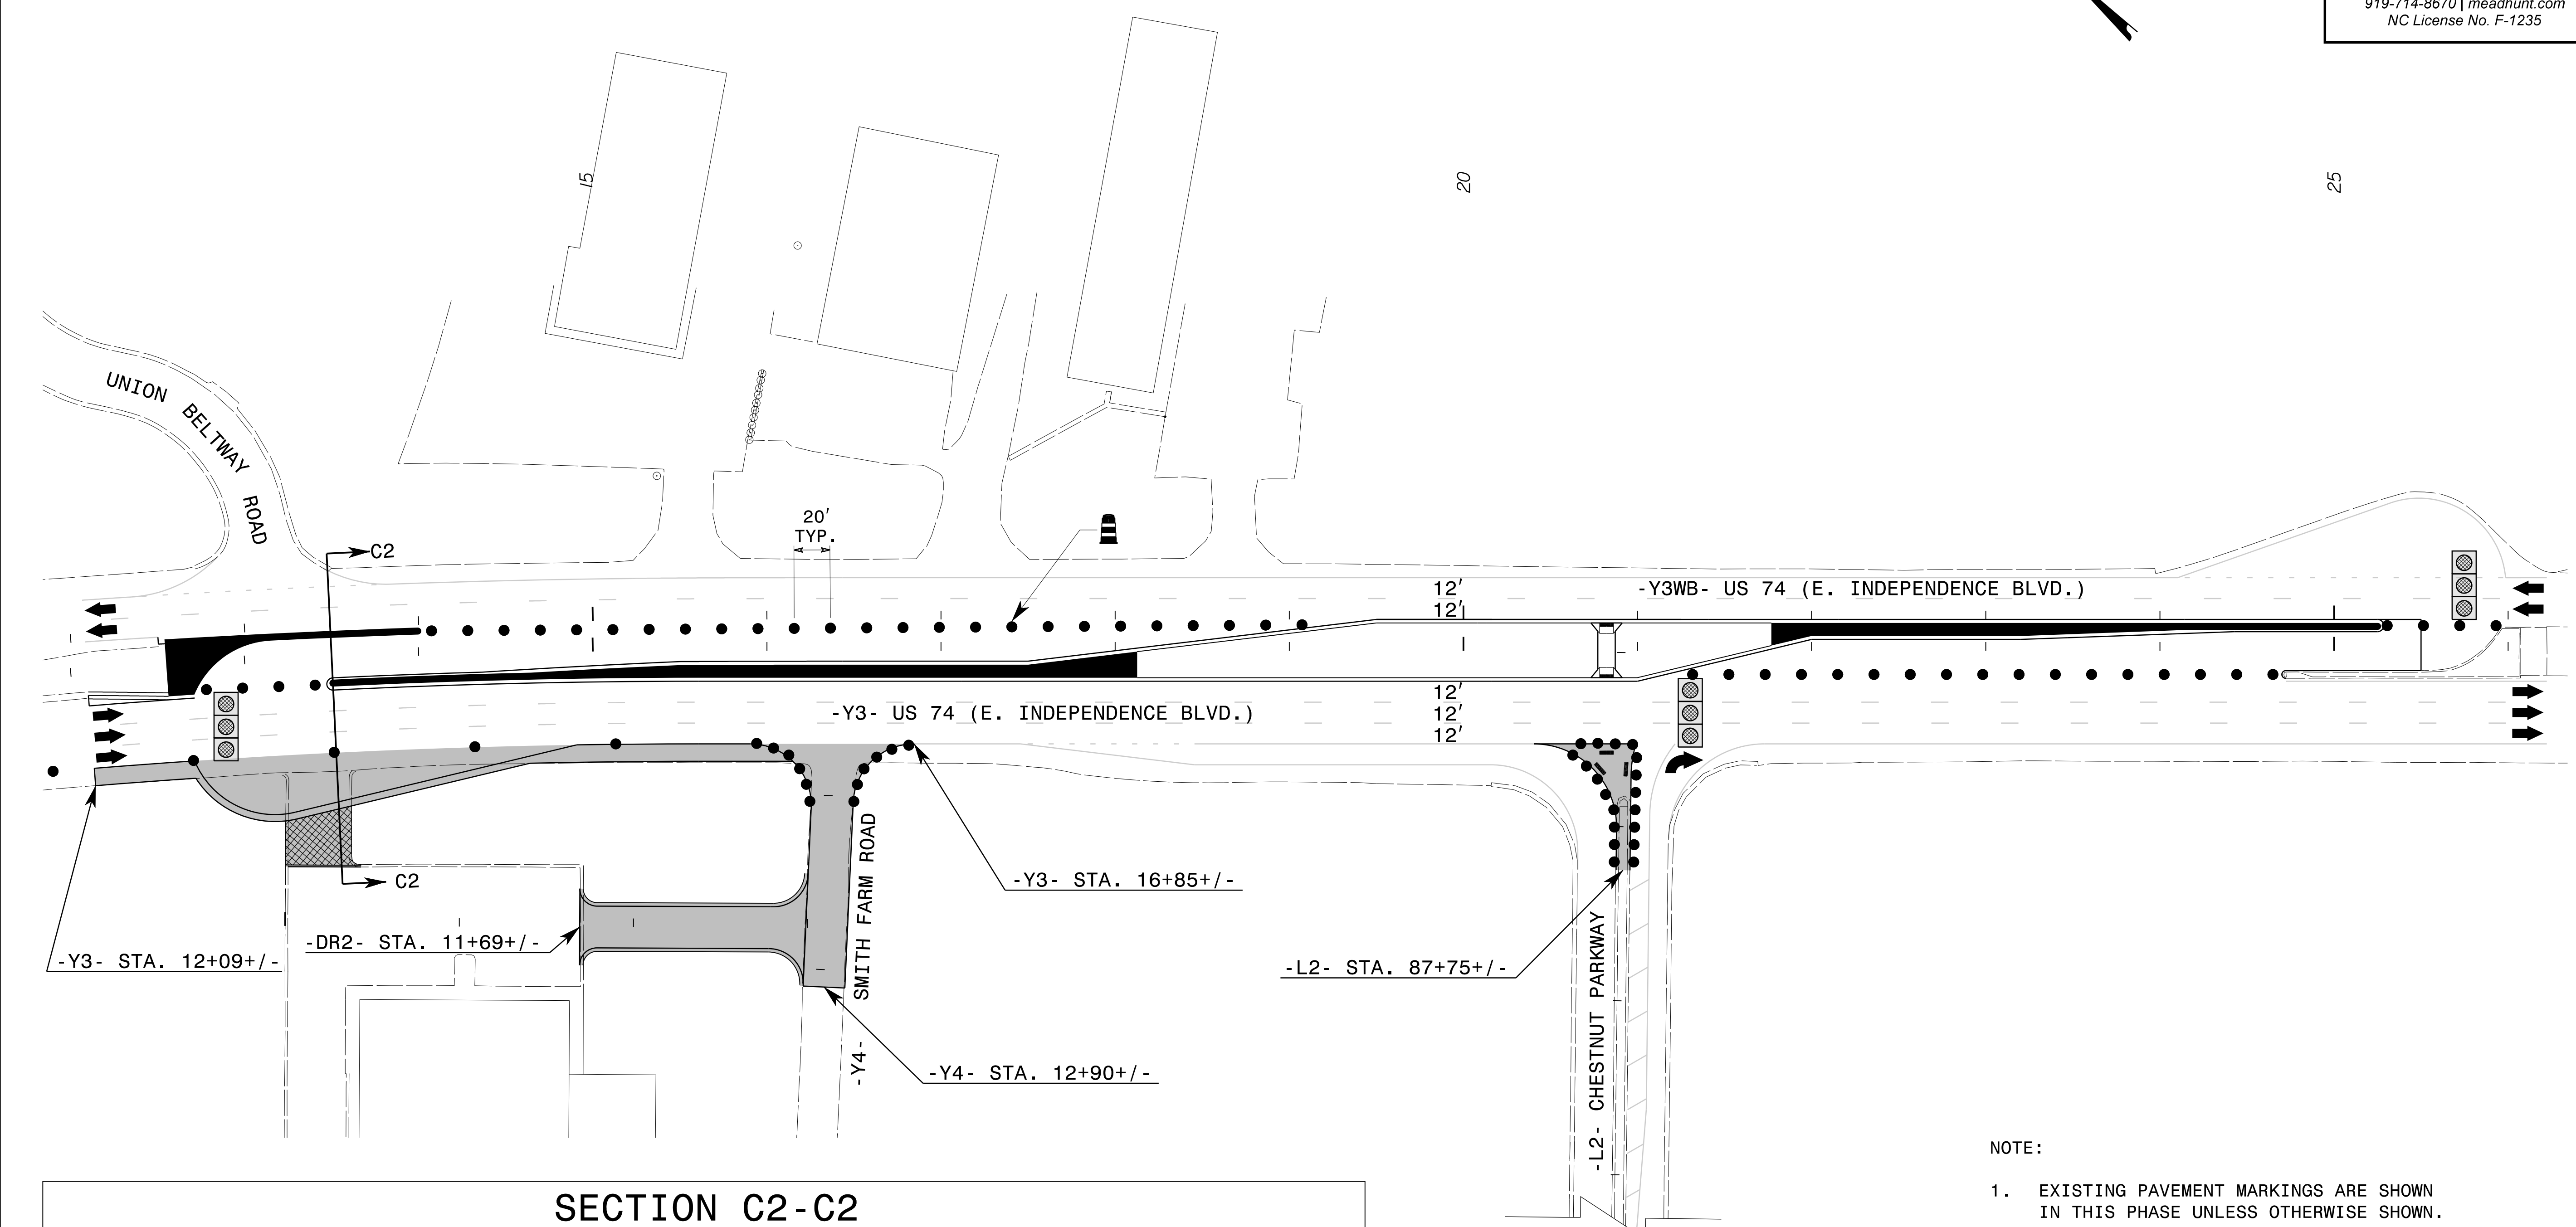 919-714-8670 | meadhunt.com
NC License No. F-1235
15
20
25
UNION BELTWAY ROAD
C2
20'
TYP.
12'
12'
-Y3WB- US 74 (E. INDEPENDENCE BLVD.)
12'
12'
12'
-Y3- US 74 (E. INDEPENDENCE BLVD.)
C2
-Y3- STA. 16+85+/-
-DR2- STA. 11+69+/-
-Y3- STA. 12+09+/-
-Y4- SMITH FARM ROAD
-L2- STA. 87+75+/-
-L2- CHESTNUT PARKWAY
-Y4- STA. 12+90+/-
NOTE:
1. EXISTING PAVEMENT MARKINGS ARE SHOWN
IN THIS PHASE UNLESS OTHERWISE SHOWN.
SECTION C2-C2